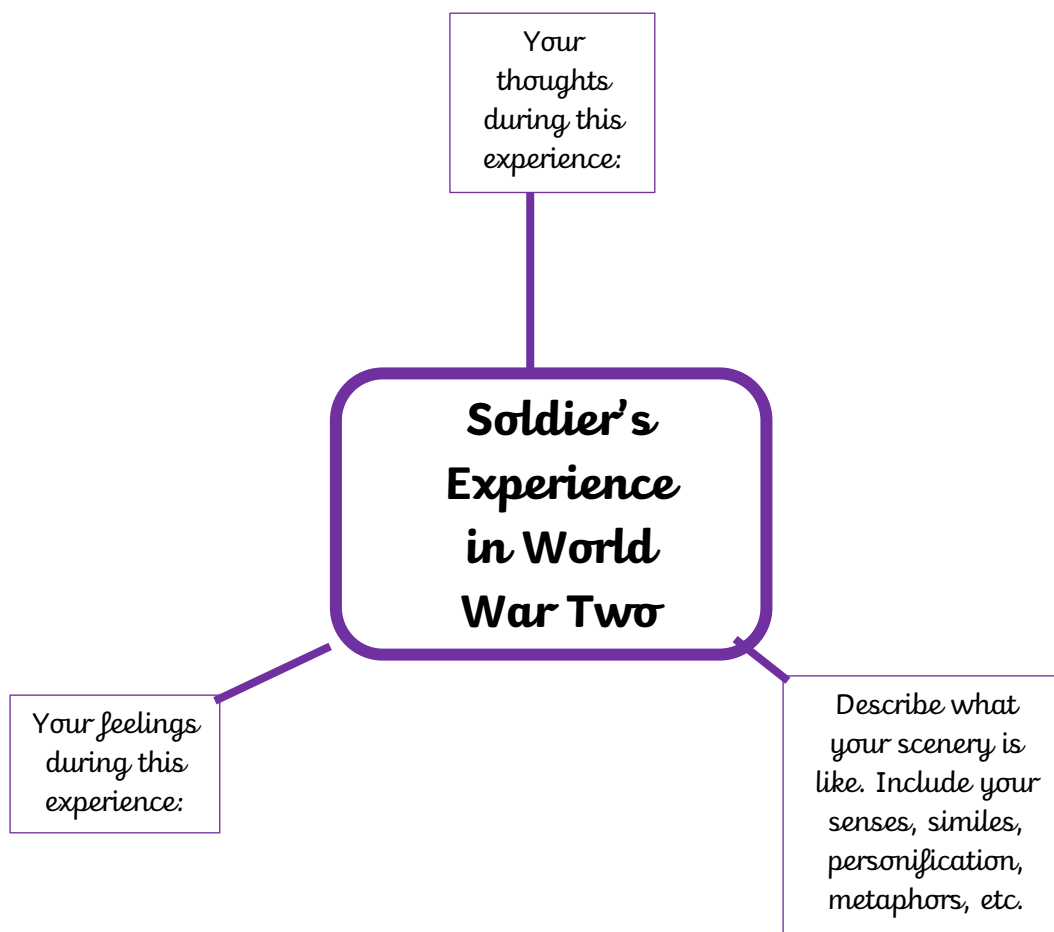 Your
thoughts
during this
experience:
Soldier’s
Experience
in World
War Two
Your feelings
during this
experience:
Describe what
your scenery is
like. Include your
senses, similes,
personification,
metaphors, etc.